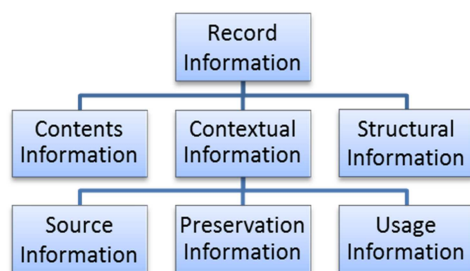 Record
Information
Contents
Information
Contextual
Information
Structural
Information
Source
Information
Preservation
Information
Usage
Information